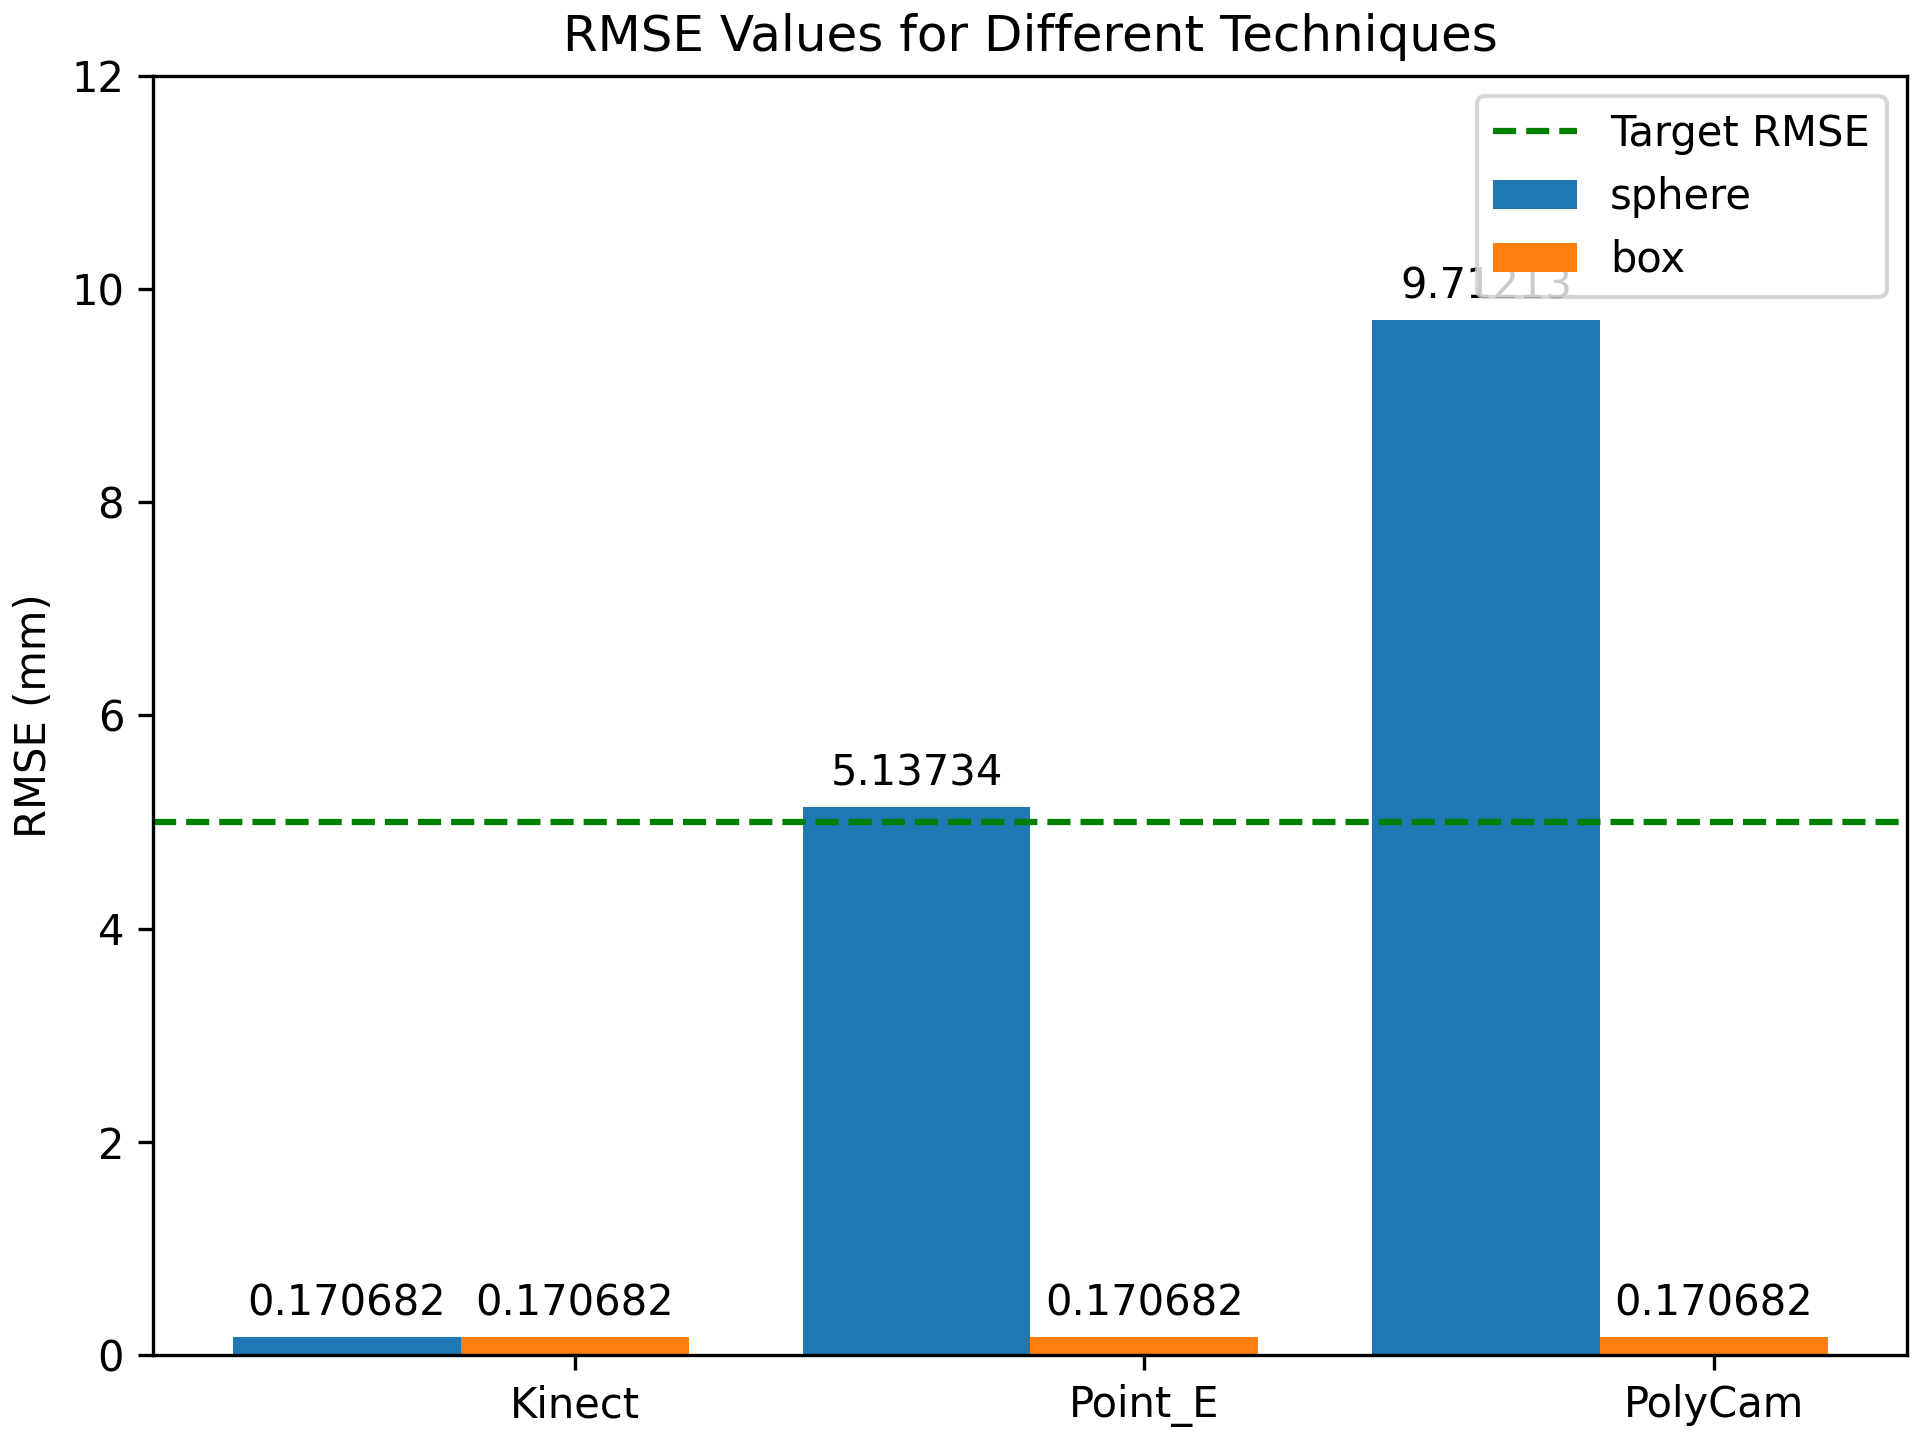 RMSE Values for Different Techniques
12
10
8
6
4
2
0
RMSE (mm)
Target RMSE
sphere
box
9.71213
5.13734
0.170682
0.170682
0.170682
0.170682
Kinect
Point_E
PolyCam